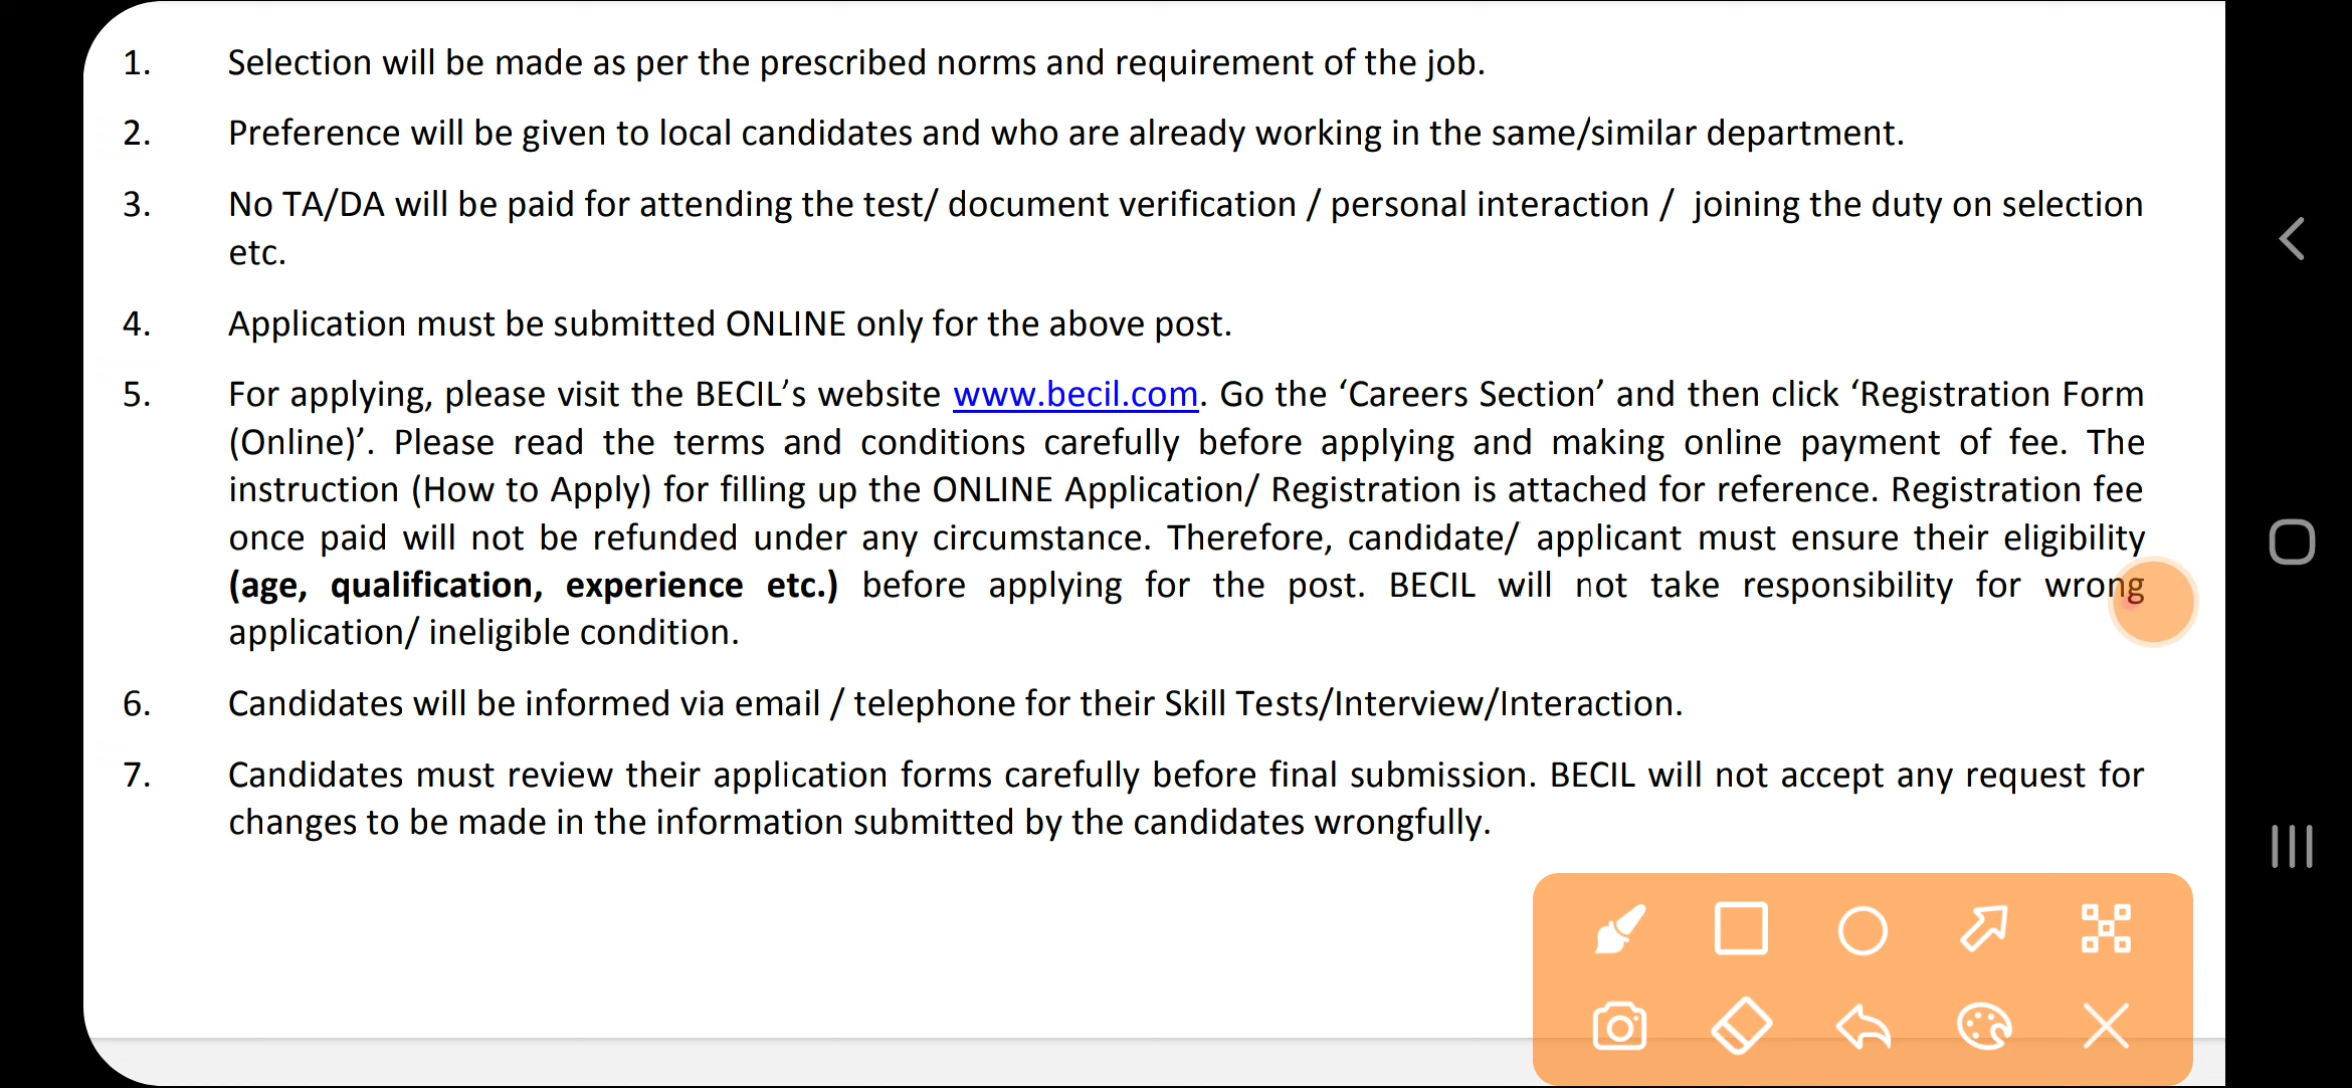 1. Selection will be made as per the prescribed norms and requirement of the job.
2. Preference will be given to local candidates and who are already working in the same/similar department.
3. No TA/DA will be paid for attending the test/ document verification / personal interaction / joining the duty on selection
etc.
4. Application must be submitted ONLINE only for the above post.
5. For applying, please visit the BECIL’s website www.becil.com. Go the ‘Careers Section’ and then click ‘Registration Form
(Online)’. Please read the terms and conditions carefully before applying and making online payment of fee. The
instruction (How to Apply) for filling up the ONLINE Application/ Registration is attached for reference. Registration fee
once paid will not be refunded under any circumstance. Therefore, candidate/ applicant must ensure their eligibility
(age, qualification, experience etc.) before applying for the post. BECIL will not take responsibility for wrong
application/ ineligible condition.
6. Candidates will be informed via email / telephone for their Skill Tests/Interview/Interaction.
7. Candidates must review their application forms carefully before final submission. BECIL will not accept any request for
changes to be made in the information submitted by the candidates wrongfully.